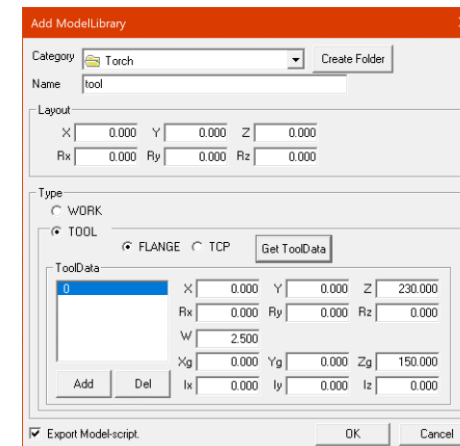 Add ModelLibrary
Category Torch Create Folder
Name tool
Layout
X 0.000 Y 0.000 Z 0.000
Rx 0.000 Ry 0.000 Rz 0.000
Type
WORK
TOOL
FLANGE TCP Get ToolData
ToolData
0 X 0.000 Y 0.000 Z 230.000
Rx 0.000 Ry 0.000 Rz 0.000
W 2.500
Xg 0.000 Yg 0.000 Zg 150.000
Add Del Ix 0.000 Iy 0.000 Iz 0.000
Export Model-script. OK Cancel